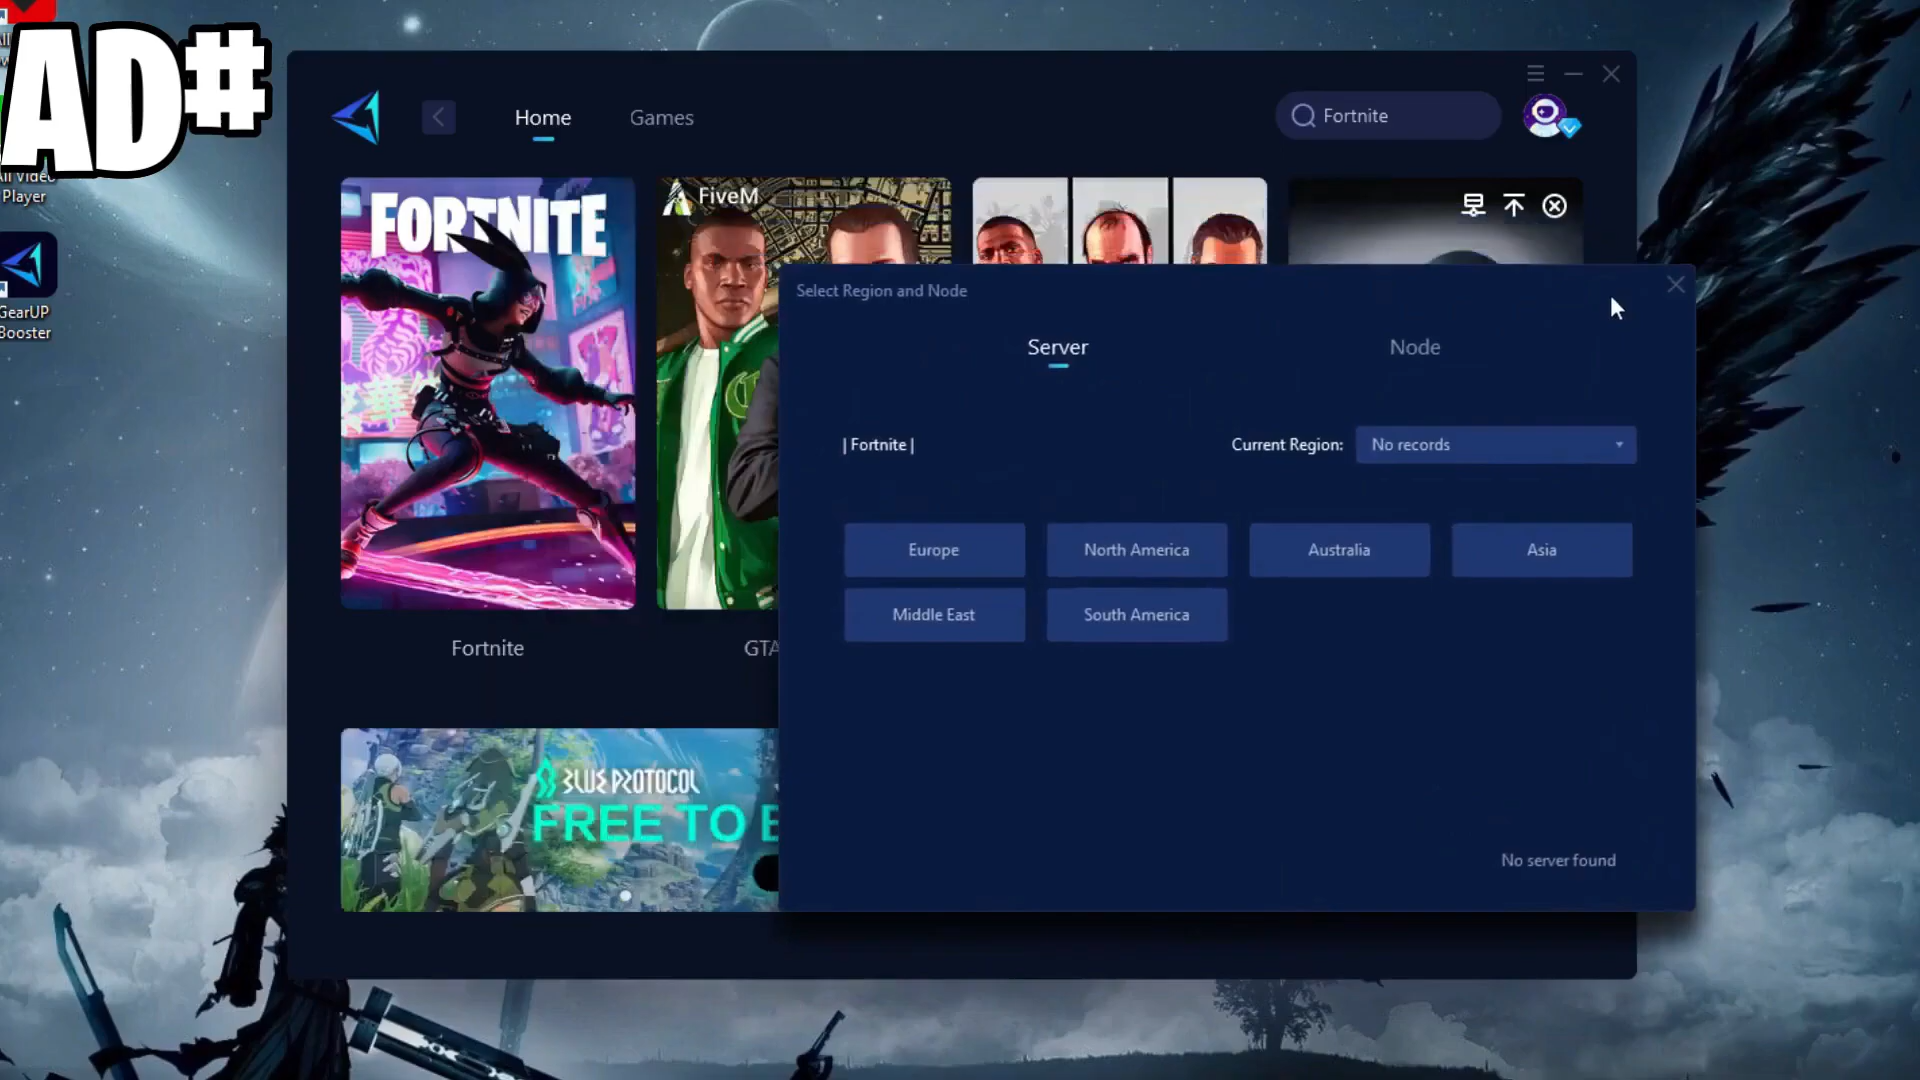 AD#
All Video
Player
GearUP
Booster
Home
Games
Fortnite
FORTNITE
FiveM
Select Region and Node
Server
Node
| Fortnite |
Current Region:
No records
Europe
North America
Australia
Asia
Middle East
South America
Fortnite
GTA
BLUE PROTOCOL
FREE TO
No server found